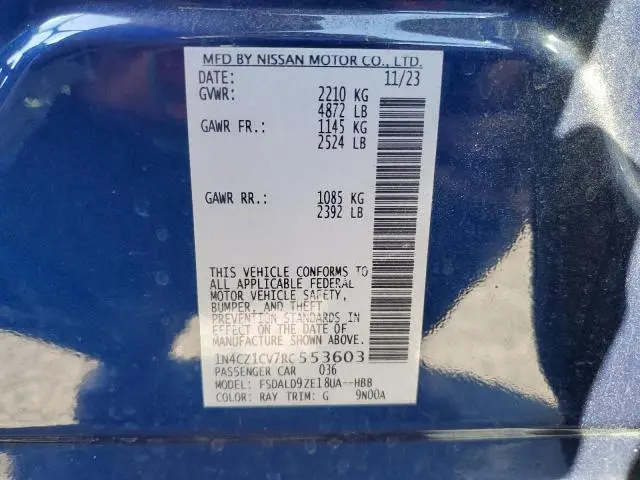 MFD BY NISSAN MOTOR CO., LTD.
DATE: 11/23
GVWR: 2210 KG
4872 LB
GAWR FR.: 1145 KG
2524 LB
GAWR RR.: 1085 KG
2392 LB
THIS VEHICLE CONFORMS TO
ALL APPLICABLE FEDERAL
MOTOR VEHICLE SAFETY,
BUMPER, AND THEFT
PREVENTION STANDARDS IN
EFFECT ON THE DATE OF
MANUFACTURE SHOWN ABOVE.
1N4CZ1CV7RC553603
PASSENGER CAR 036
MODEL: FSDALD9ZE18UA--HBB
COLOR: RAY TRIM: G 9N00A